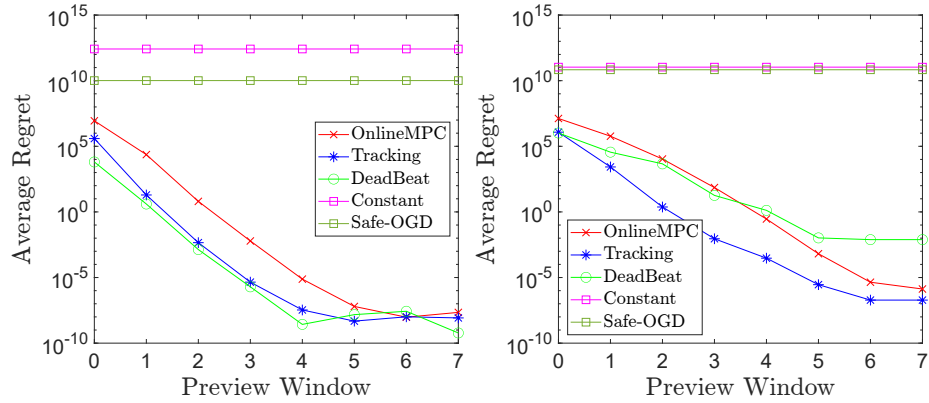 10^15
10^10
10^5
10^0
10^-5
10^-10
Average Regret
0 1 2 3 4 5 6 7
Preview Window
OnlineMPC
Tracking
DeadBeat
Constant
Safe-OGD
10^15
10^10
10^5
10^0
10^-5
10^-10
Average Regret
0 1 2 3 4 5 6 7
Preview Window
OnlineMPC
Tracking
DeadBeat
Constant
Safe-OGD